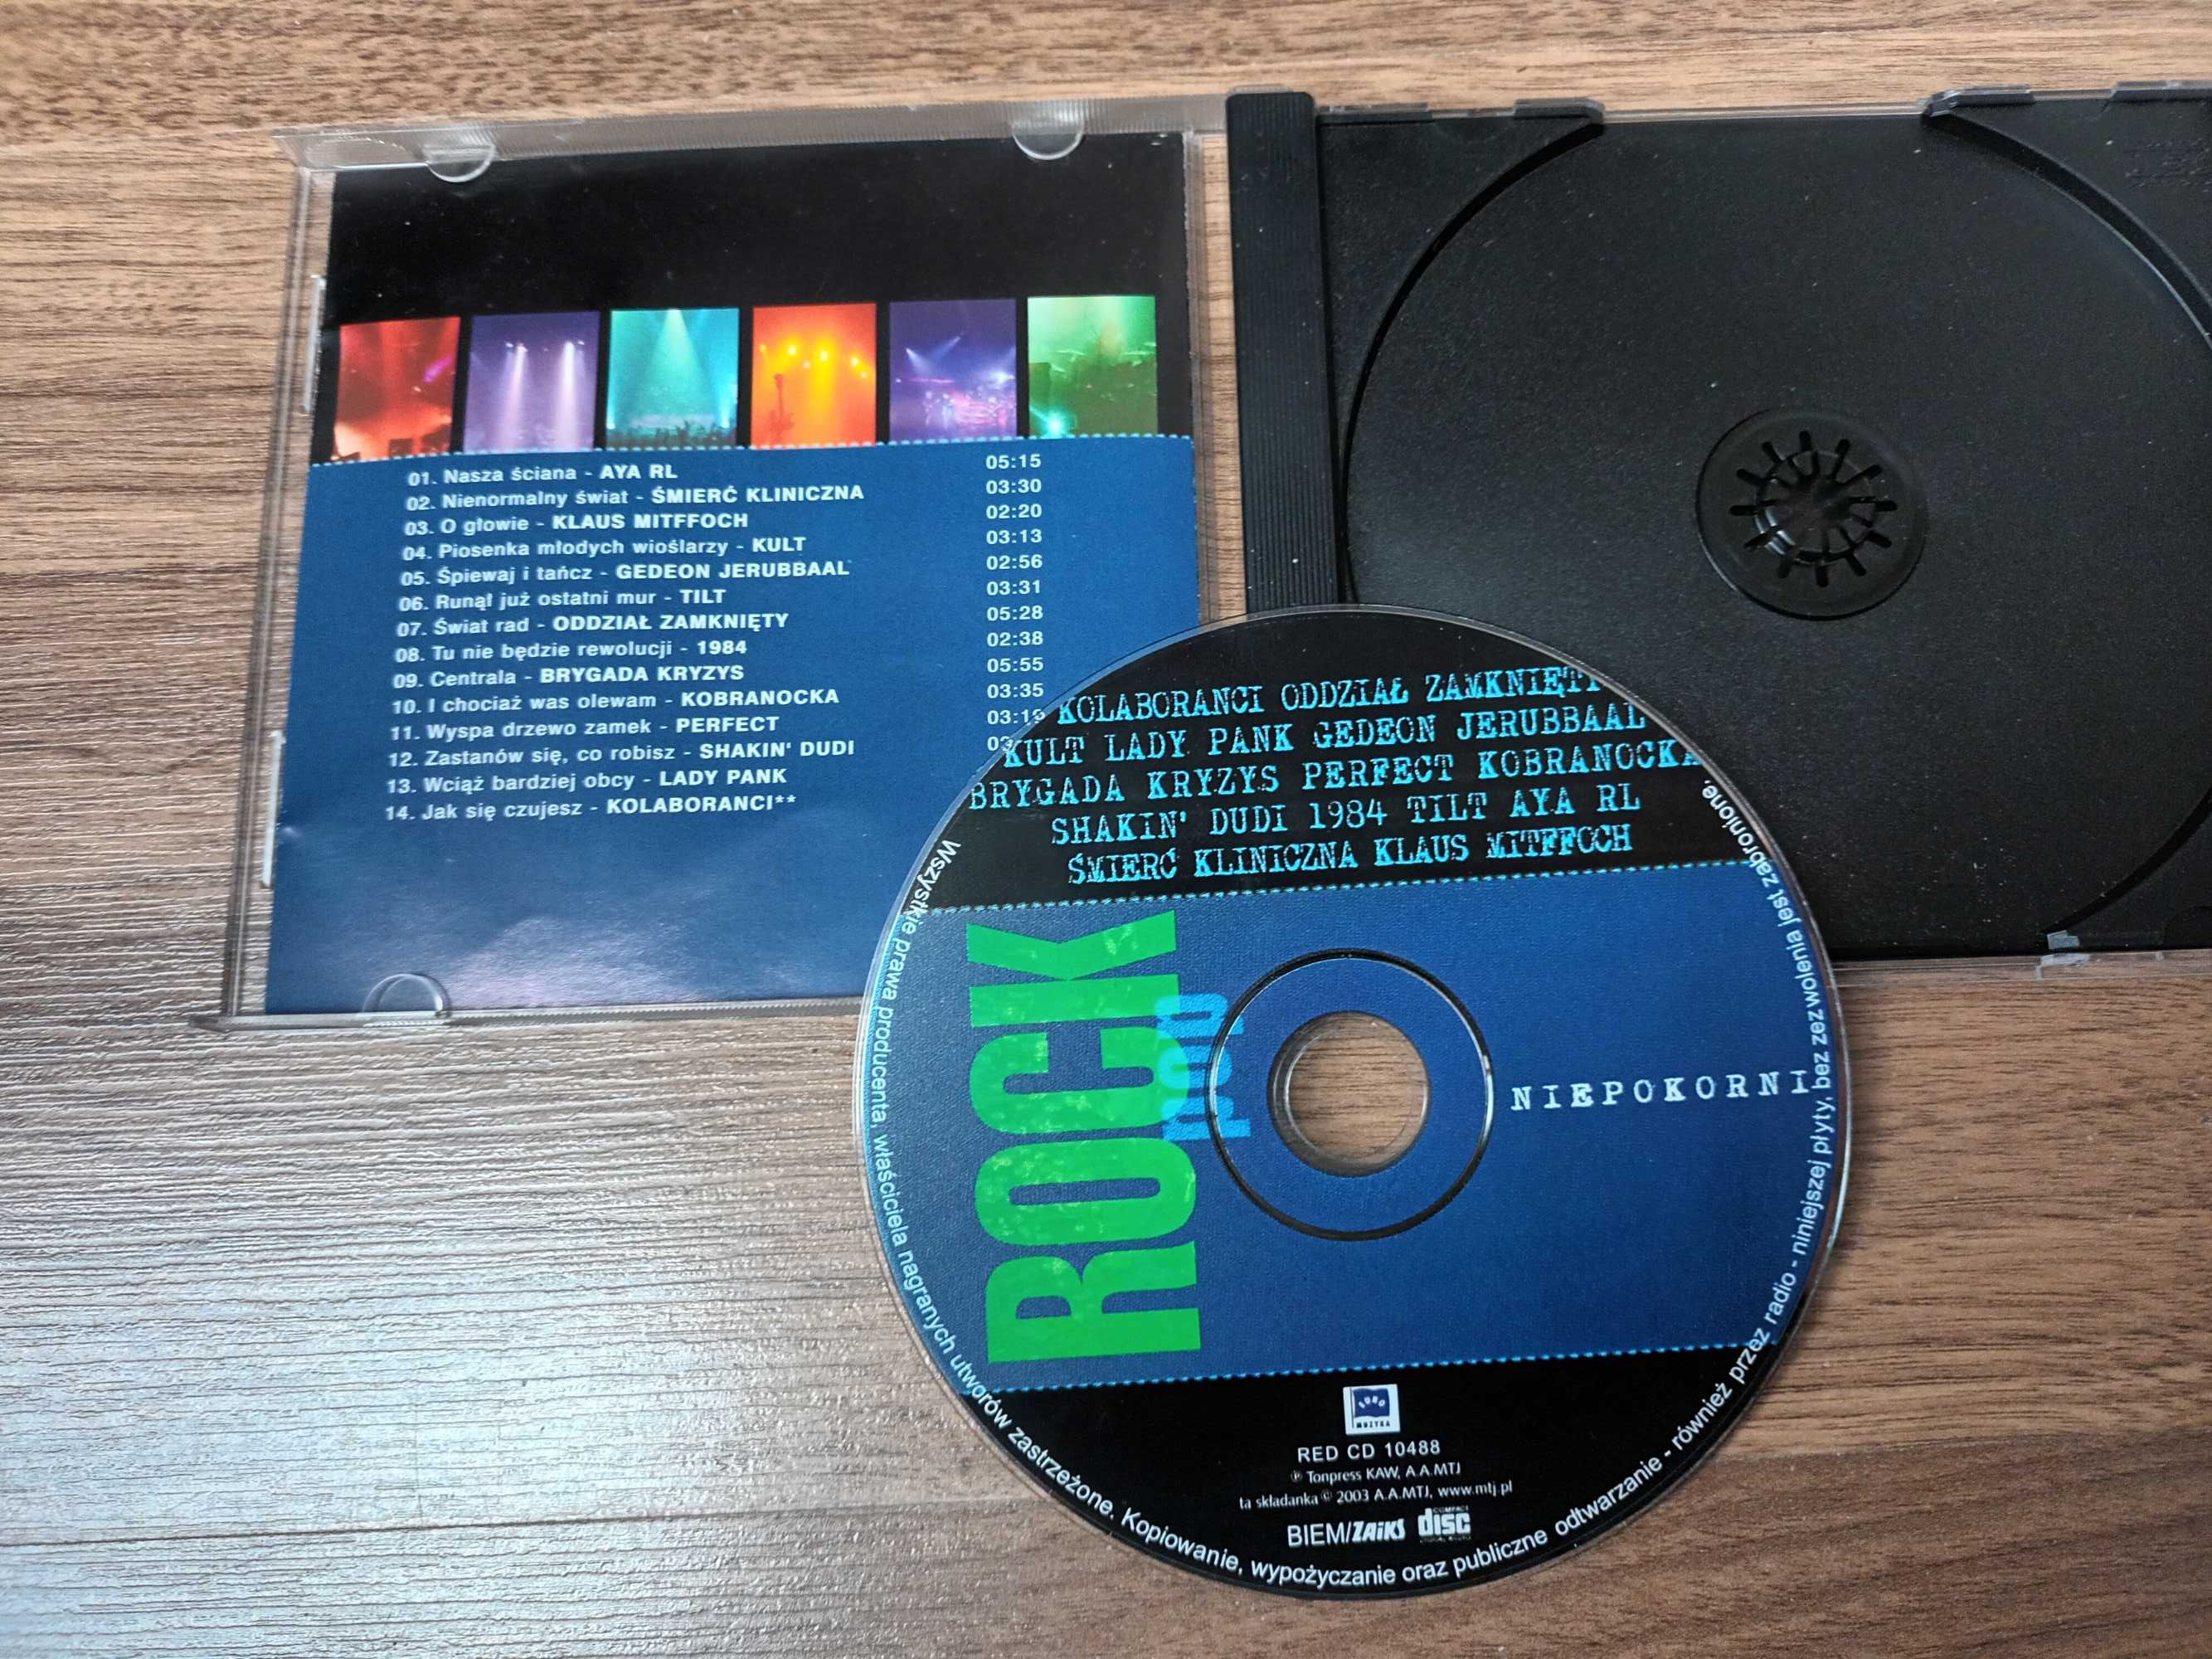 01. Nasza ściana - AYA RL 05:15
02. Nienormalny świat - ŚMIERĆ KLINICZNA 03:30
03. O głowie - KLAUS MITFFOCH 02:20
04. Piosenka młodych wioślarzy - KULT 03:13
05. Śpiewaj i tańcz - GEDEON JERUBBAAL 02:56
06. Runął już ostatni mur - TILT 03:31
07. Świat rad - ODDZIAŁ ZAMKNIĘTY 05:28
08. Tu nie będzie rewolucji - 1984 02:38
09. Centrala - BRYGADA KRYZYS 05:55
10. I chociaż was olewam - KOBRANOCKA 03:35
11. Wyspa drzewo zamek - PERFECT
12. Zastanów się, co robisz - SHAKIN' DUDI
13. Wciąż bardziej obcy - LADY PANK
14. Jak się czujesz - KOLABORANCI**
KOLABORANCI ODDZIAŁ ZAMKNIĘTY
KULT LADY PANK GEDEON JERUBBAAL
BRYGADA KRYZYS PERFECT KOBRANOCKA
SHAKIN' DUDI 1984 TILT AYA RL
ŚMIERĆ KLINICZNA KLAUS MITFFOCH
ROCK
pop
NIEPOKORNI
MUZYKA
RED CD 10488
℗ Tonpress KAW, A.A.MTJ
ta składanka © 2003 A.A.MTJ, www.mtj.pl
BIEM/ZAiKS COMPACT disc
Wszystkie prawa producenta, właściciela nagranych utworów zastrzeżone. Kopiowanie, wypożyczanie oraz publiczne odtwarzanie - również przez radio - niniejszej płyty, bez zezwolenia jest zabronione.